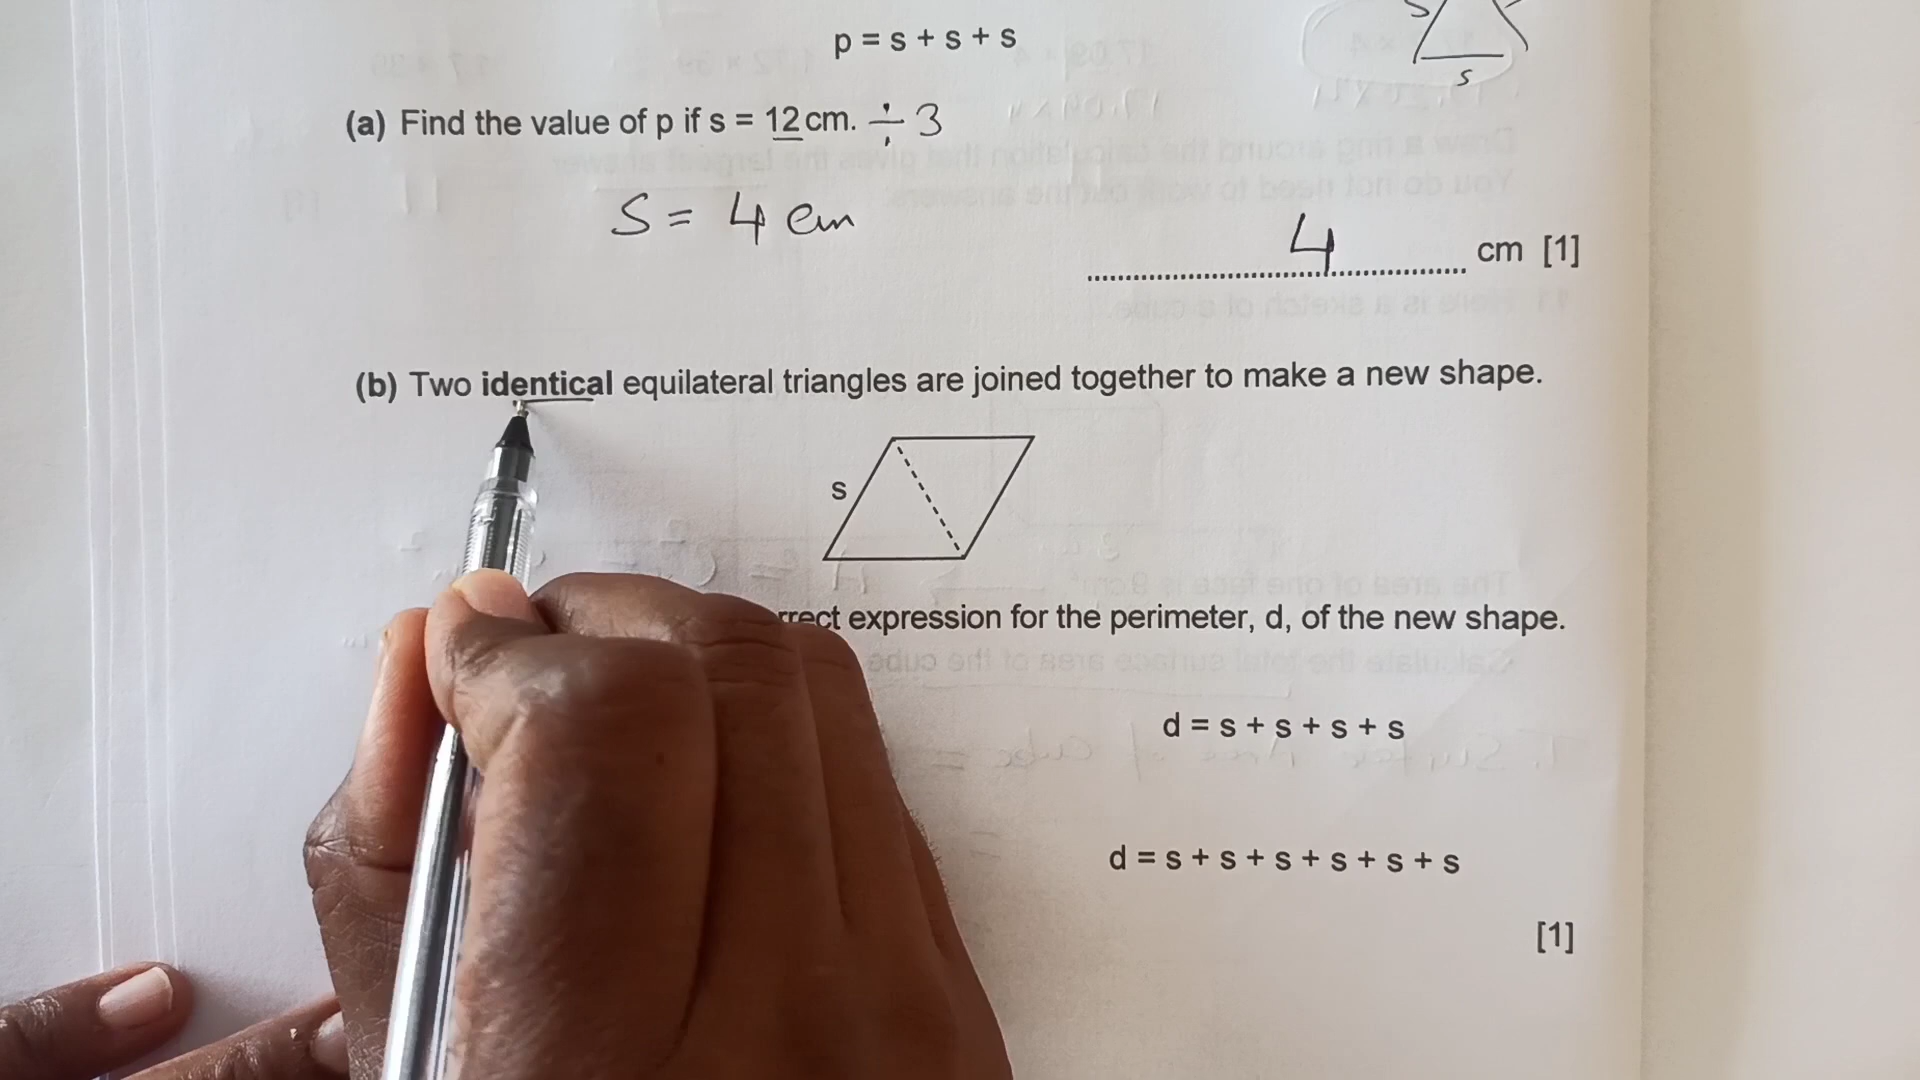 p = s + s + s
s
s
(a) Find the value of p if s = 12 cm. ÷ 3
S = 4 cm
4 cm [1]
(b) Two identical equilateral triangles are joined together to make a new shape.
s
expression for the perimeter, d, of the new shape.
d = s + s + s + s
d = s + s + s + s + s + s
[1]